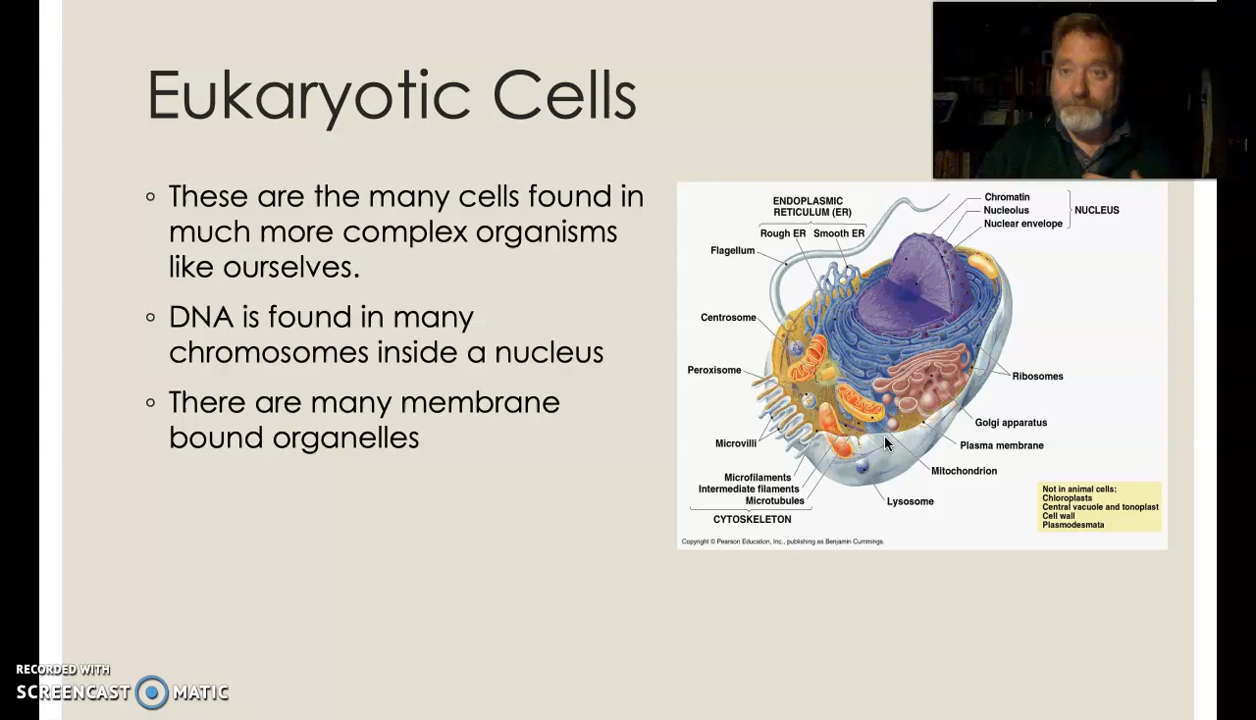 Eukaryotic Cells
◦ These are the many cells found in
much more complex organisms
like ourselves.
◦ DNA is found in many
chromosomes inside a nucleus
◦ There are many membrane
bound organelles
ENDOPLASMIC
RETICULUM (ER)
Rough ER Smooth ER
Flagellum
Chromatin
Nucleolus
Nuclear envelope
NUCLEUS
Centrosome
Peroxisome
Microvilli
Microfilaments
Intermediate filaments
Microtubules
CYTOSKELETON
Ribosomes
Golgi apparatus
Plasma membrane
Mitochondrion
Lysosome
Not in animal cells:
Chloroplasts
Central vacuole and tonoplast
Cell wall
Plasmodesmata
Copyright © Pearson Education, Inc., publishing as Benjamin Cummings.
RECORDED WITH
SCREENCAST MATIC